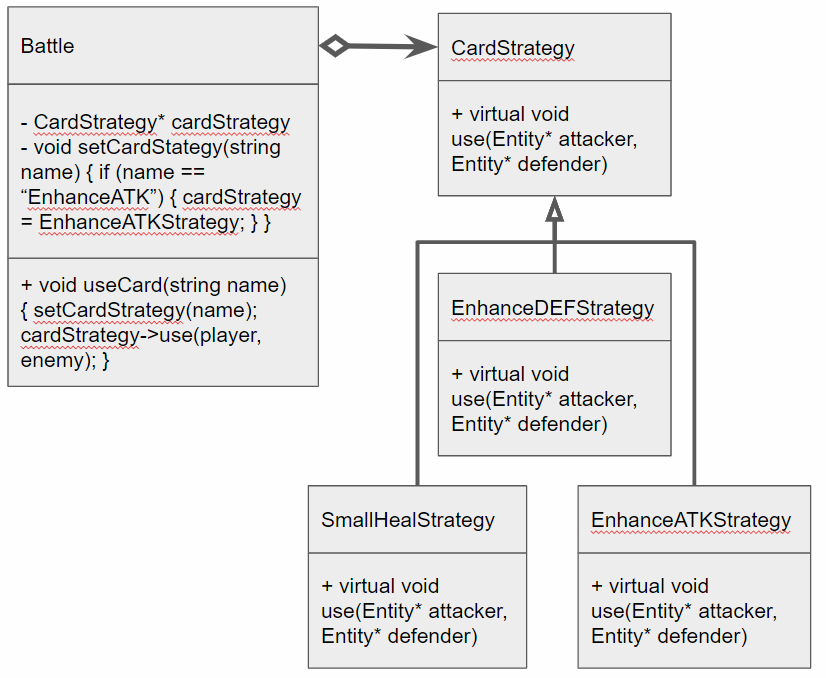 Battle
- CardStrategy* cardStrategy
- void setCardStategy(string
name) { if (name ==
“EnhanceATK”) { cardStrategy
= EnhanceATKStrategy; } }
+ void useCard(string name)
{ setCardStrategy(name);
cardStrategy->use(player,
enemy); }
CardStrategy
+ virtual void
use(Entity* attacker,
Entity* defender)
EnhanceDEFStrategy
+ virtual void
use(Entity* attacker,
Entity* defender)
SmallHealStrategy
+ virtual void
use(Entity* attacker,
Entity* defender)
EnhanceATKStrategy
+ virtual void
use(Entity* attacker,
Entity* defender)